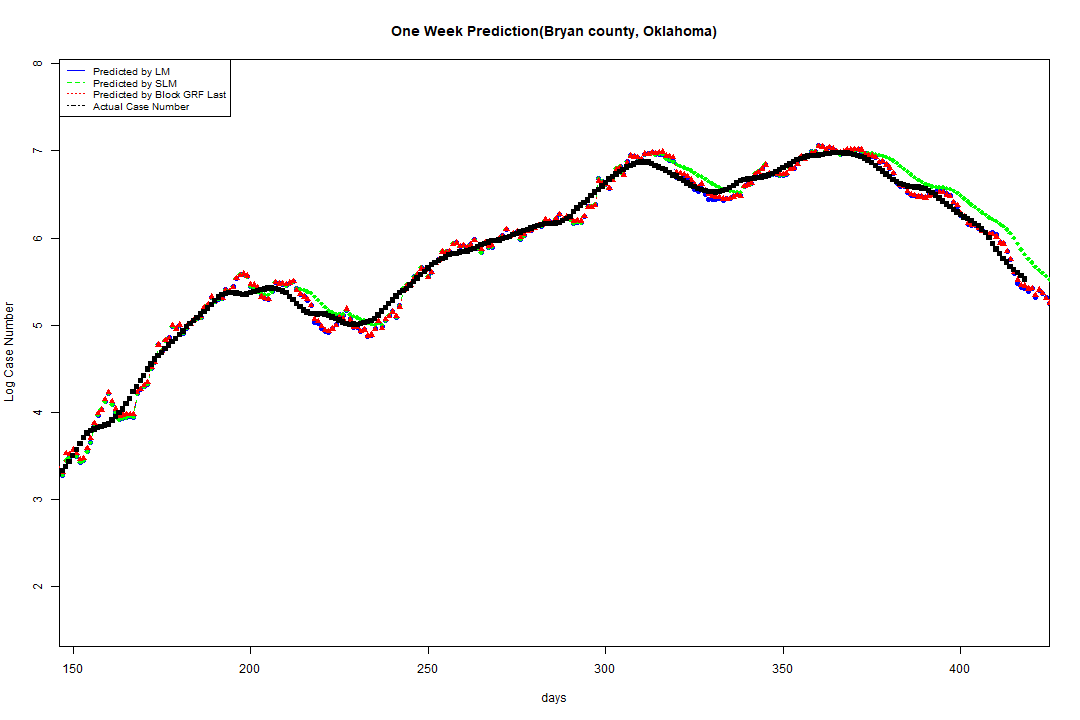 One Week Prediction(Bryan county, Oklahoma)
Predicted by LM
Predicted by SLM
Predicted by Block GRF Last
Actual Case Number
8
7
6
5
4
3
2
Log Case Number
150 200 250 300 350 400
days